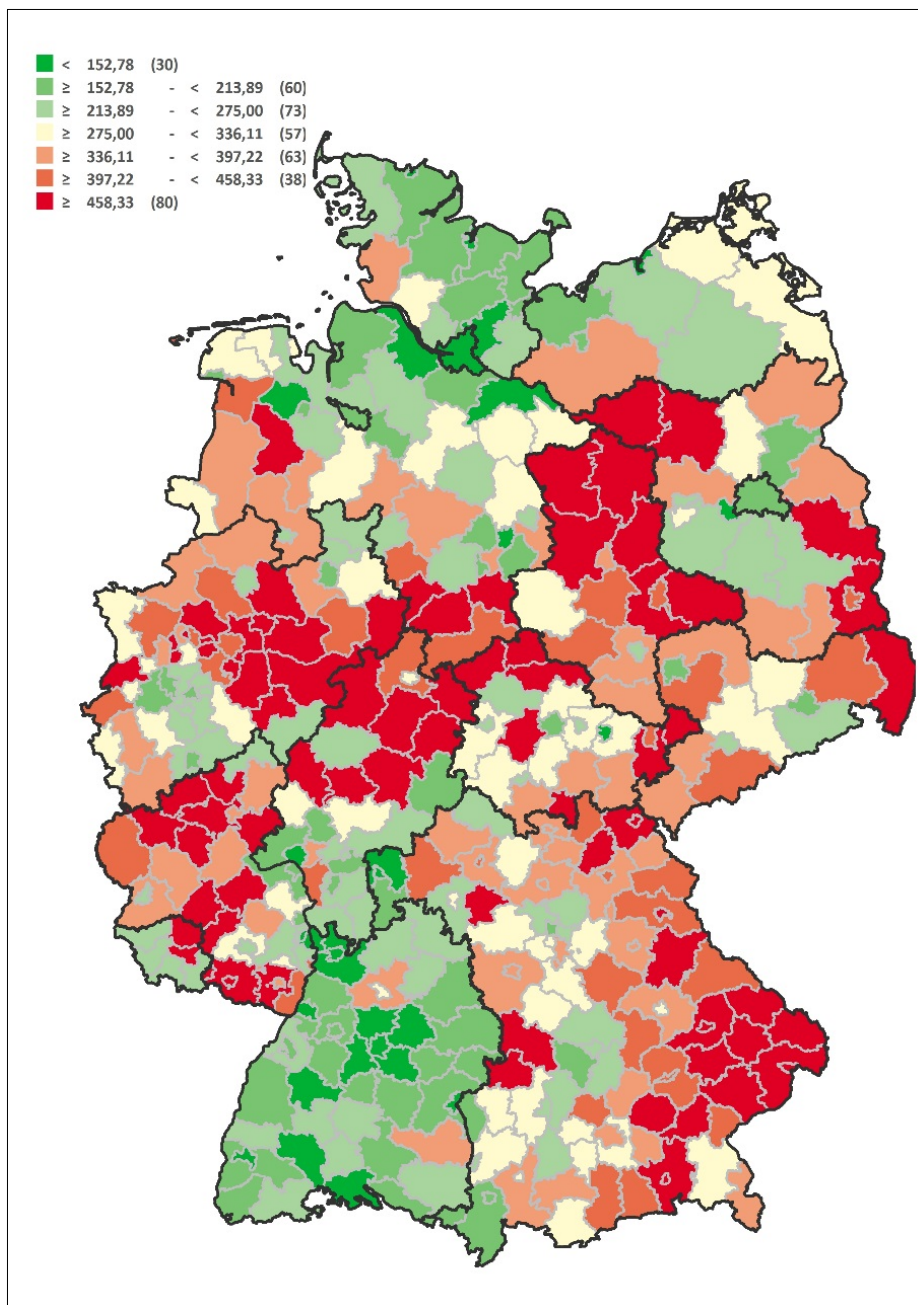 < 152,78 (30)
≥ 152,78 - < 213,89 (60)
≥ 213,89 - < 275,00 (73)
≥ 275,00 - < 336,11 (57)
≥ 336,11 - < 397,22 (63)
≥ 397,22 - < 458,33 (38)
≥ 458,33 (80)